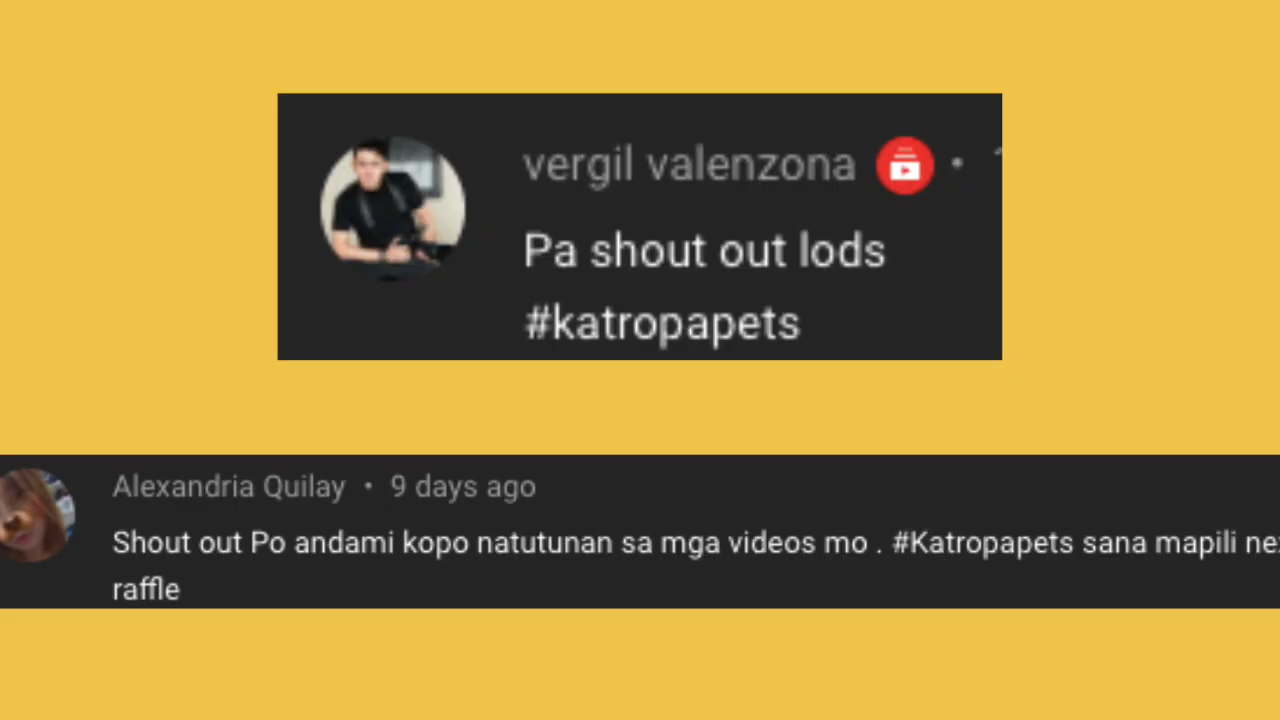 vergil valenzona •
Pa shout out lods
#katropapets
Alexandria Quilay • 9 days ago
Shout out Po andami kopo natutunan sa mga videos mo . #Katropapets sana mapili
raffle